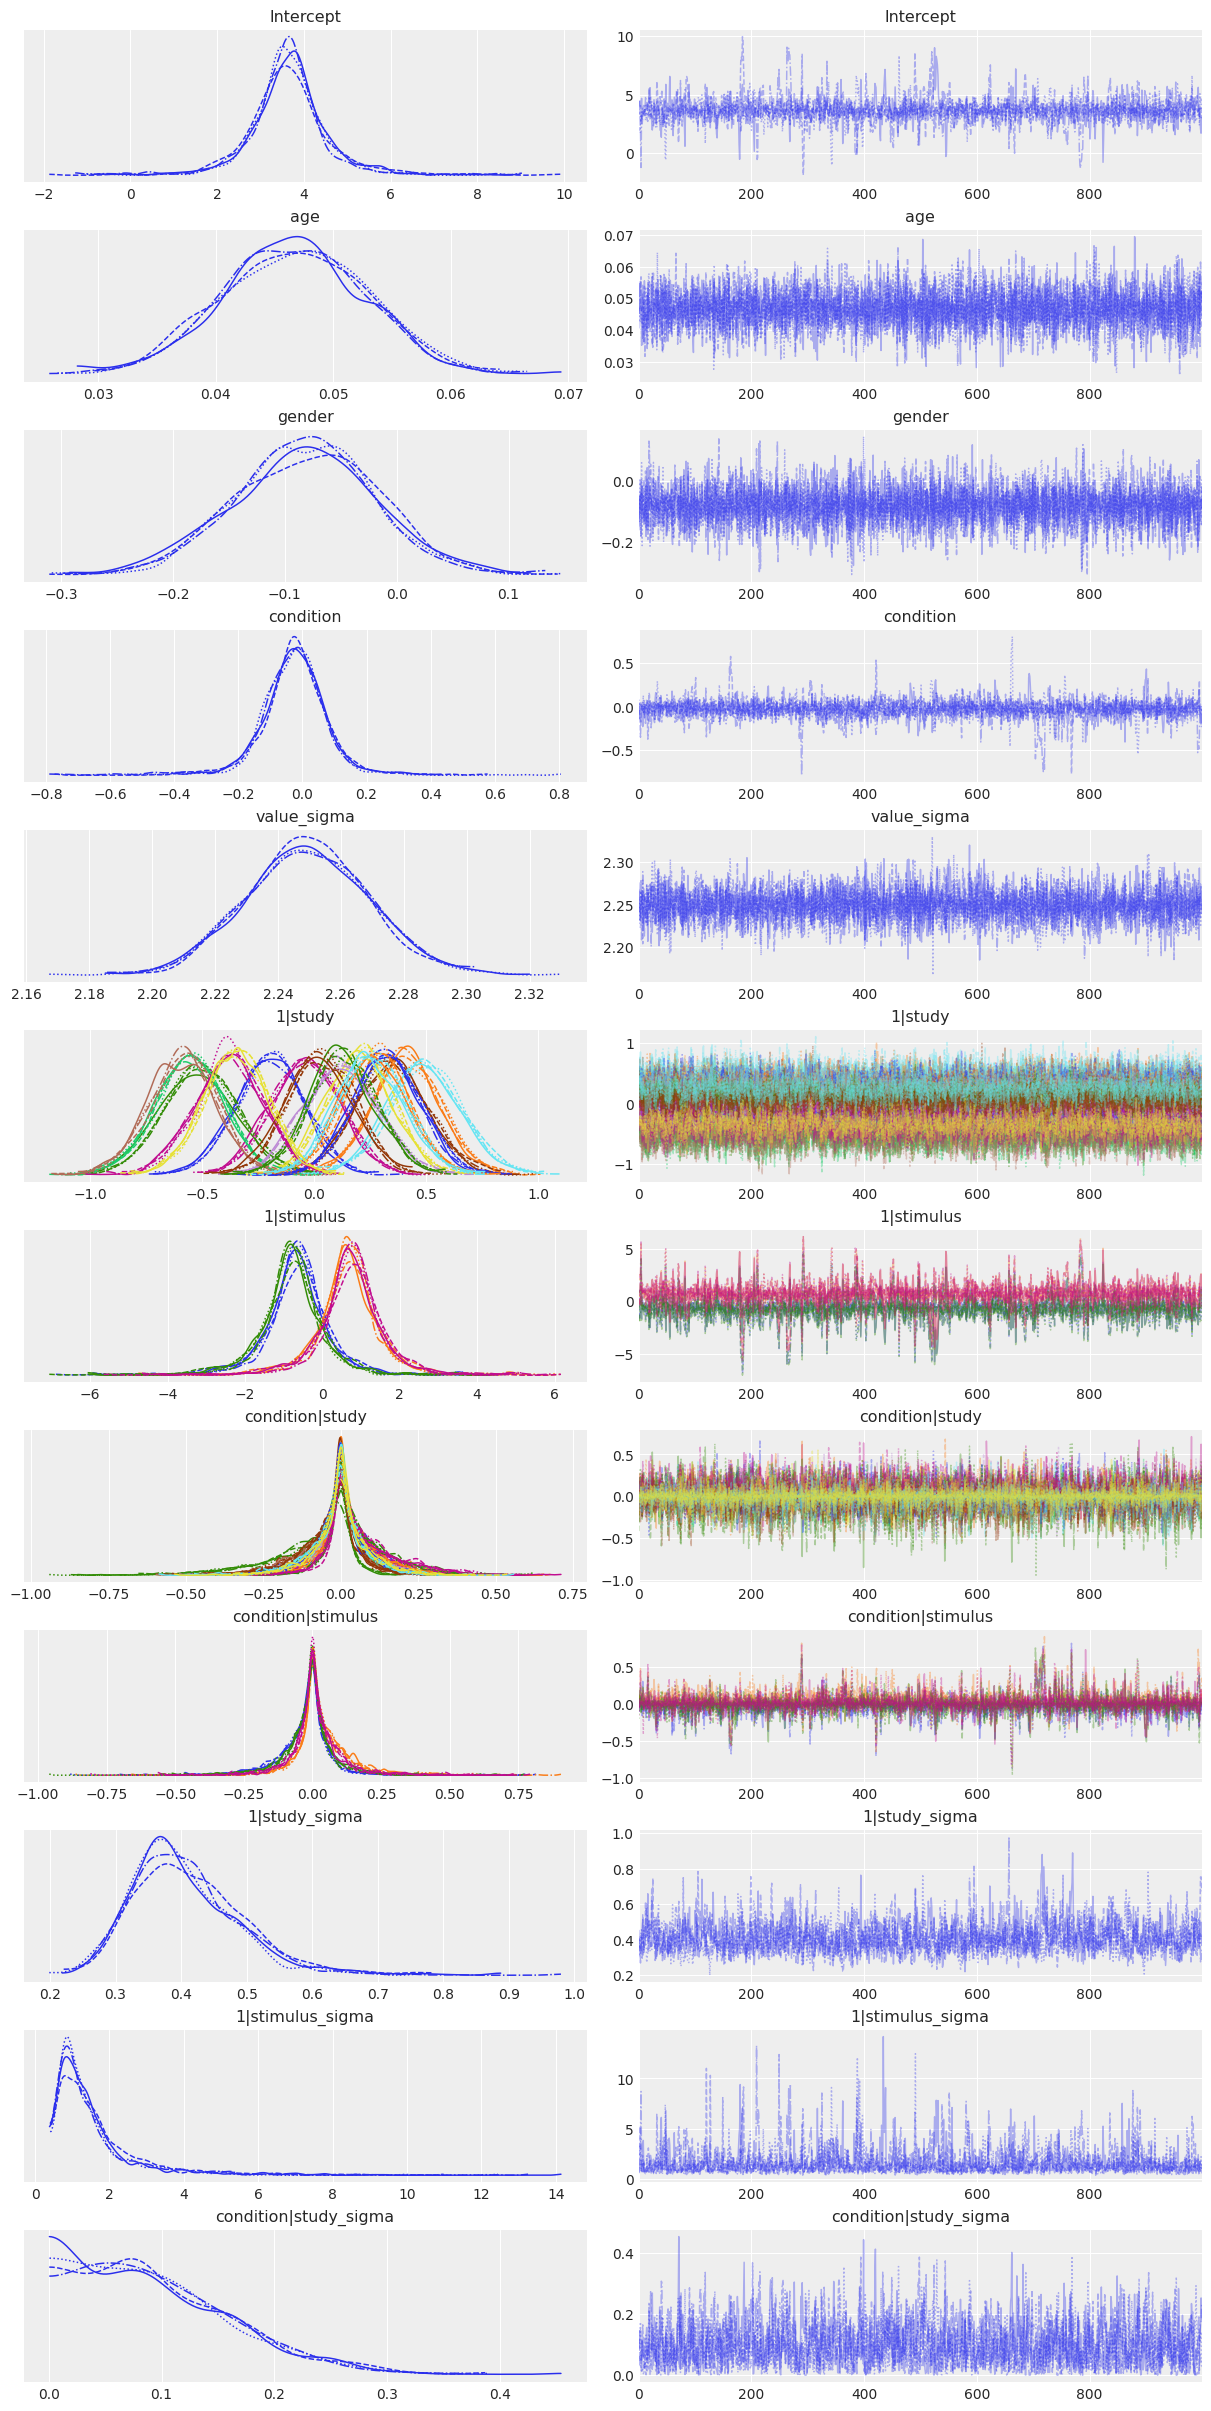 Intercept Intercept
10
5
0
−2 0 2 4 6 8 10 0 200 400 600 800
age age
0.07
0.06
0.05
0.04
0.03
0.03 0.04 0.05 0.06 0.07 0 200 400 600 800
gender gender
0.0
−0.2
−0.3 −0.2 −0.1 0.0 0.1 0 200 400 600 800
condition condition
0.5
0.0
−0.5
−0.8 −0.6 −0.4 −0.2 0.0 0.2 0.4 0.6 0.8 0 200 400 600 800
value_sigma value_sigma
2.30
2.25
2.20
2.16 2.18 2.20 2.22 2.24 2.26 2.28 2.30 2.32 0 200 400 600 800
1|study 1|study
1
0
−1
−1.0 −0.5 0.0 0.5 1.0 0 200 400 600 800
1|stimulus 1|stimulus
5
0
−5
−6 −4 −2 0 2 4 6 0 200 400 600 800
condition|study condition|study
0.5
0.0
−0.5
−1.0
−1.00 −0.75 −0.50 −0.25 0.00 0.25 0.50 0.75 0 200 400 600 800
condition|stimulus condition|stimulus
0.5
0.0
−0.5
−1.0
−1.00 −0.75 −0.50 −0.25 0.00 0.25 0.50 0.75 0 200 400 600 800
1|study_sigma 1|study_sigma
1.0
0.8
0.6
0.4
0.2
0.2 0.3 0.4 0.5 0.6 0.7 0.8 0.9 1.0 0 200 400 600 800
1|stimulus_sigma 1|stimulus_sigma
10
5
0
0 2 4 6 8 10 12 14 0 200 400 600 800
condition|study_sigma condition|study_sigma
0.4
0.2
0.0
0.0 0.1 0.2 0.3 0.4 0 200 400 600 800